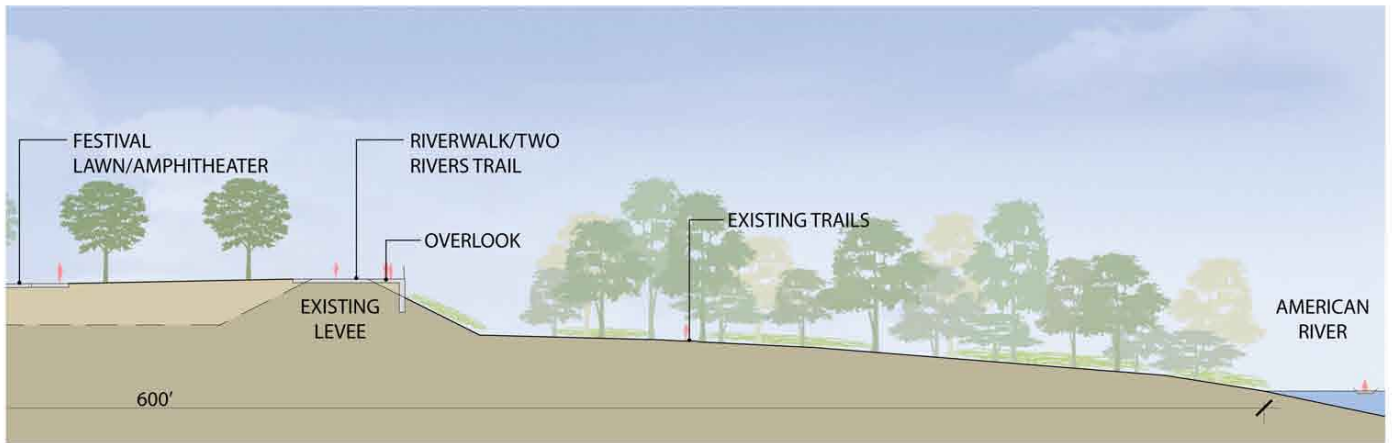 FESTIVAL
LAWN/AMPHITHEATER
RIVERWALK/TWO
RIVERS TRAIL
OVERLOOK
EXISTING TRAILS
EXISTING
LEVEE
AMERICAN
RIVER
600'